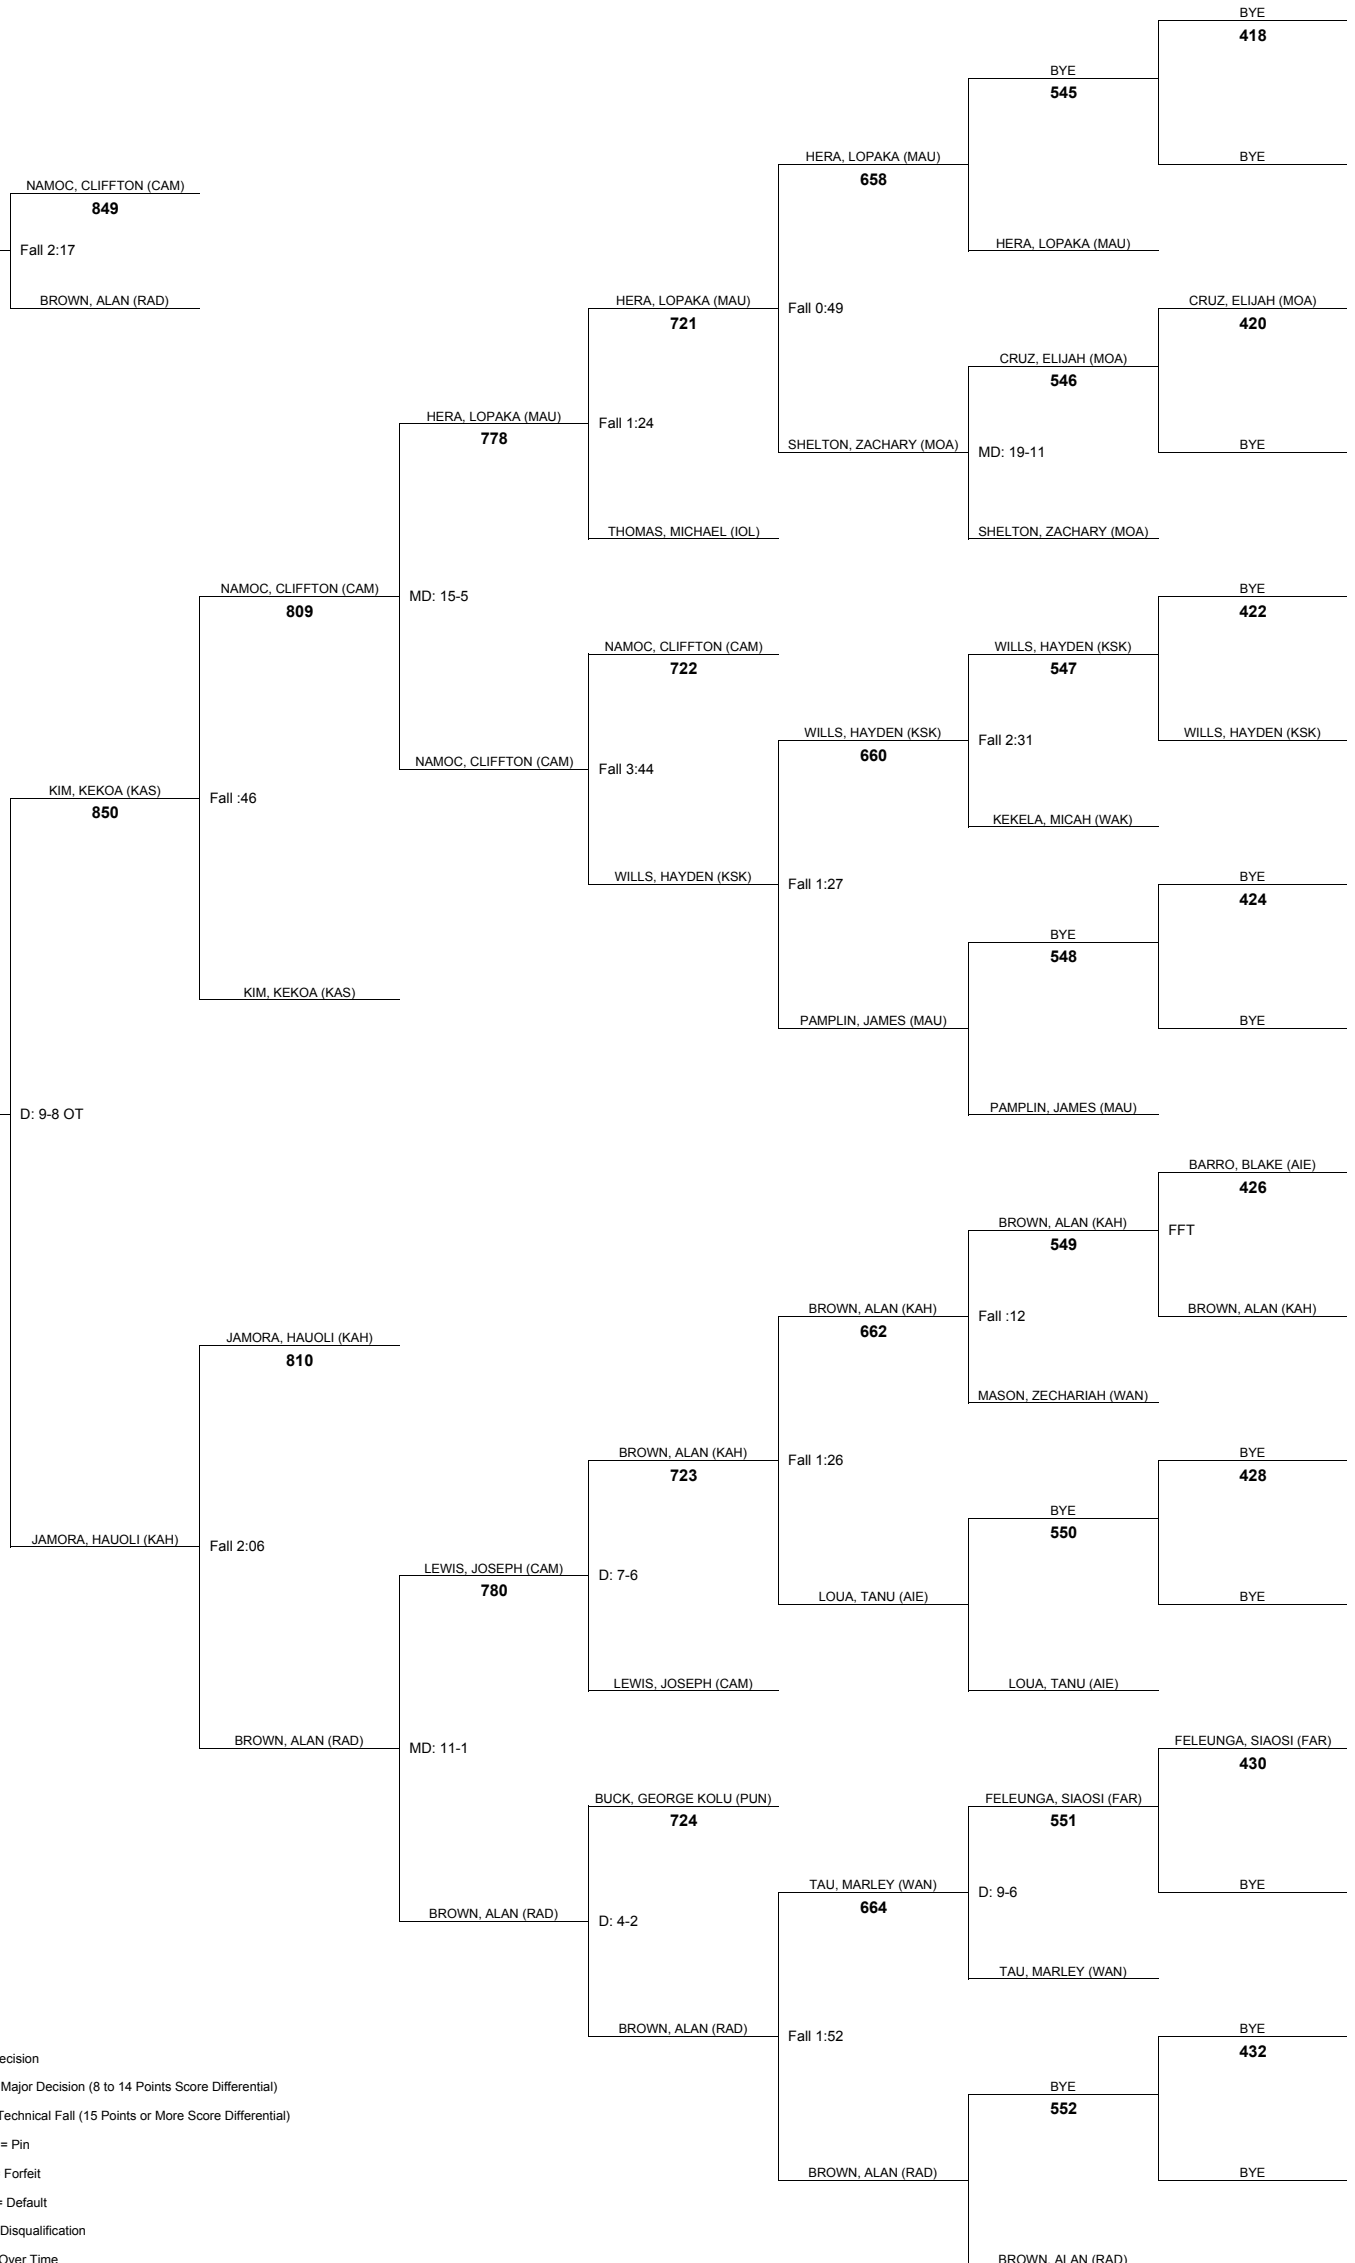 BYE
418
BYE
545
HERA, LOPAKA (MAU)
658
BYE
NAMOC, CLIFFTON (CAM)
849
Fall 2:17
HERA, LOPAKA (MAU)
BROWN, ALAN (RAD)
HERA, LOPAKA (MAU)
721
Fall 0:49
CRUZ, ELIJAH (MOA)
420
CRUZ, ELIJAH (MOA)
546
HERA, LOPAKA (MAU)
778
Fall 1:24
SHELTON, ZACHARY (MOA)
MD: 19-11
BYE
THOMAS, MICHAEL (IOL)
SHELTON, ZACHARY (MOA)
NAMOC, CLIFFTON (CAM)
809
MD: 15-5
BYE
422
NAMOC, CLIFFTON (CAM)
722
WILLS, HAYDEN (KSK)
547
WILLS, HAYDEN (KSK)
660
Fall 2:31
WILLS, HAYDEN (KSK)
NAMOC, CLIFFTON (CAM)
Fall 3:44
KIM, KEKOA (KAS)
850
Fall :46
KEKELA, MICAH (WAK)
WILLS, HAYDEN (KSK)
Fall 1:27
BYE
424
BYE
548
KIM, KEKOA (KAS)
PAMPLIN, JAMES (MAU)
BYE
D: 9-8 OT
PAMPLIN, JAMES (MAU)
BARRO, BLAKE (AIE)
426
BROWN, ALAN (KAH)
549
FFT
BROWN, ALAN (KAH)
662
Fall :12
BROWN, ALAN (KAH)
JAMORA, HAUOLI (KAH)
810
MASON, ZECHARIAH (WAN)
BROWN, ALAN (KAH)
723
Fall 1:26
BYE
428
BYE
550
JAMORA, HAUOLI (KAH)
Fall 2:06
LEWIS, JOSEPH (CAM)
780
D: 7-6
LOUA, TANU (AIE)
BYE
LEWIS, JOSEPH (CAM)
LOUA, TANU (AIE)
BROWN, ALAN (RAD)
MD: 11-1
FELEUNGA, SIAOSI (FAR)
430
BUCK, GEORGE KOLU (PUN)
724
FELEUNGA, SIAOSI (FAR)
551
TAU, MARLEY (WAN)
664
D: 9-6
BYE
BROWN, ALAN (RAD)
D: 4-2
TAU, MARLEY (WAN)
BROWN, ALAN (RAD)
Fall 1:52
BYE
432
ecision
Major Decision (8 to 14 Points Score Differential)
BYE
552
Technical Fall (15 Points or More Score Differential)
= Pin
Forfeit
BROWN, ALAN (RAD)
BYE
= Default
Disqualification
Over Time
BROWN, ALAN (RAD)